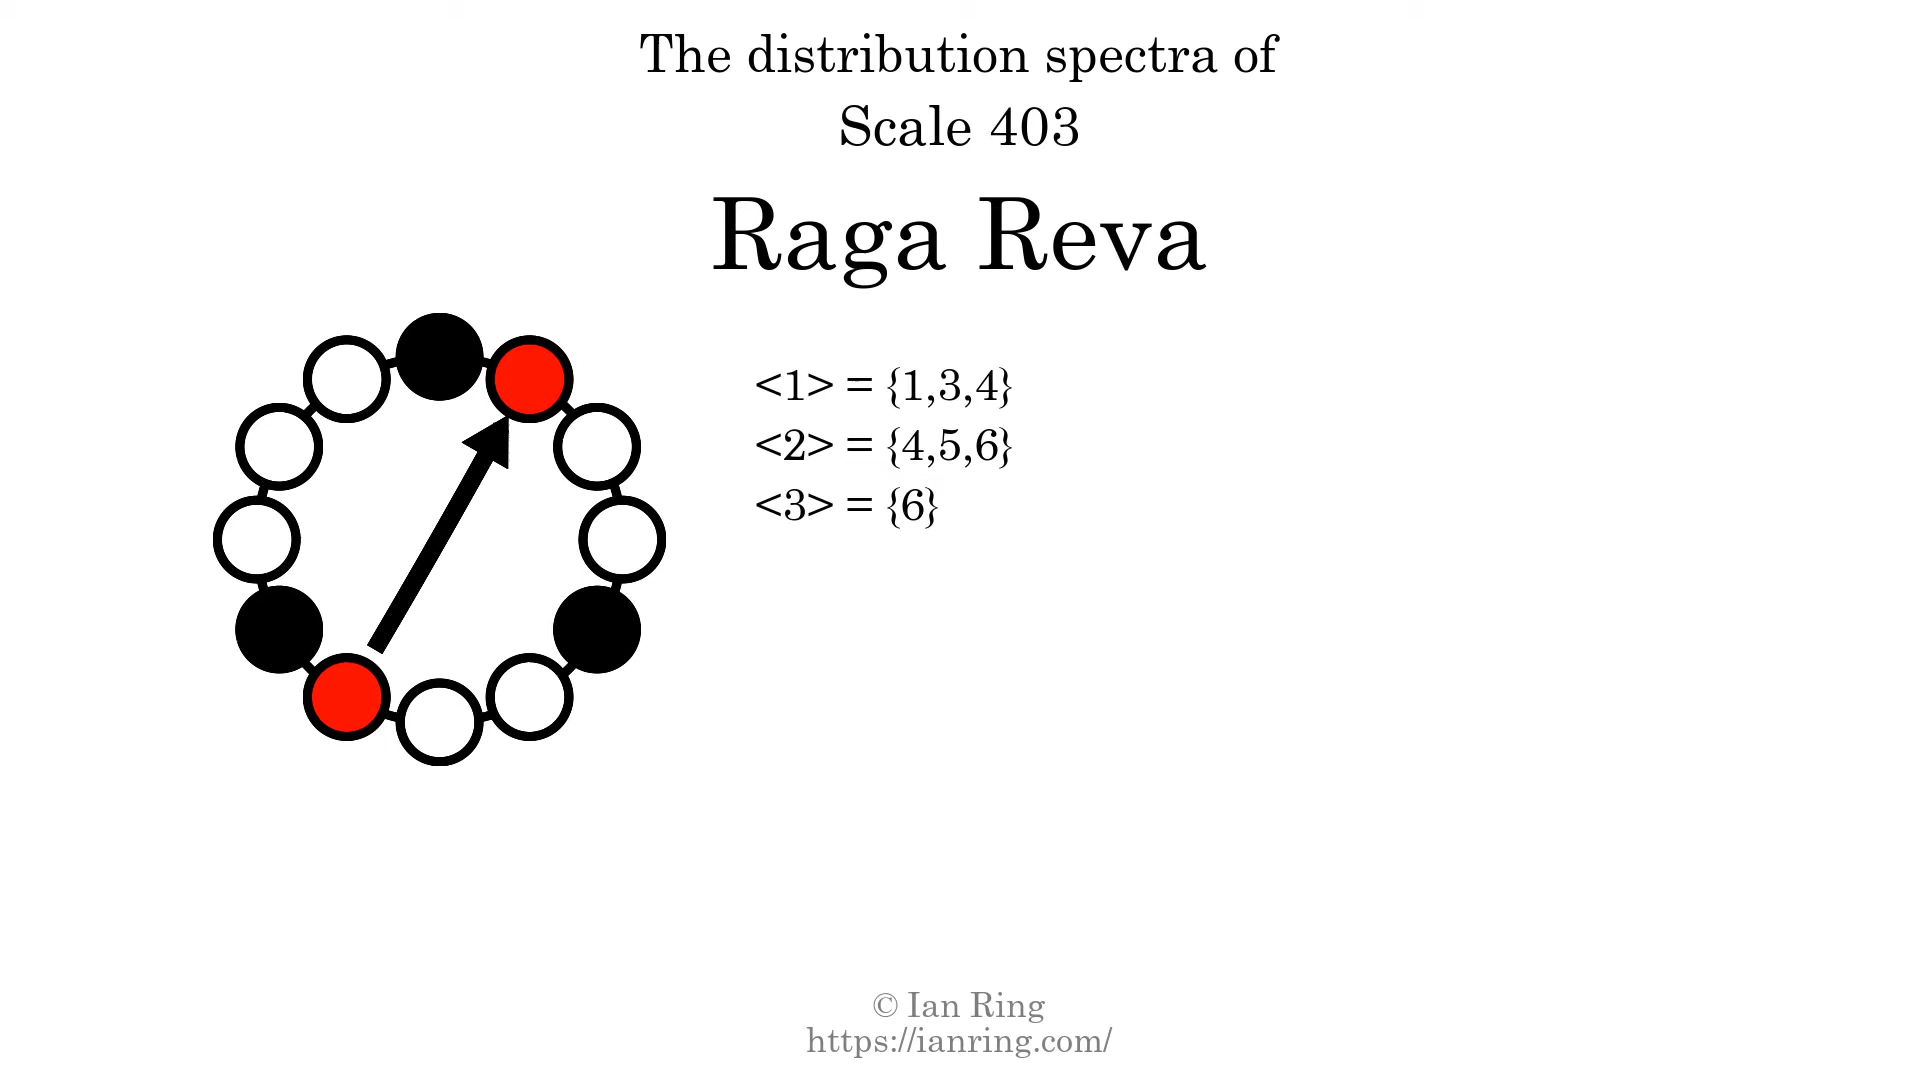 The distribution spectra of
Scale 403
Raga Reva
<1> = {1,3,4}
<2> = {4,5,6}
<3> = {6}
© Ian Ring
https://ianring.com/